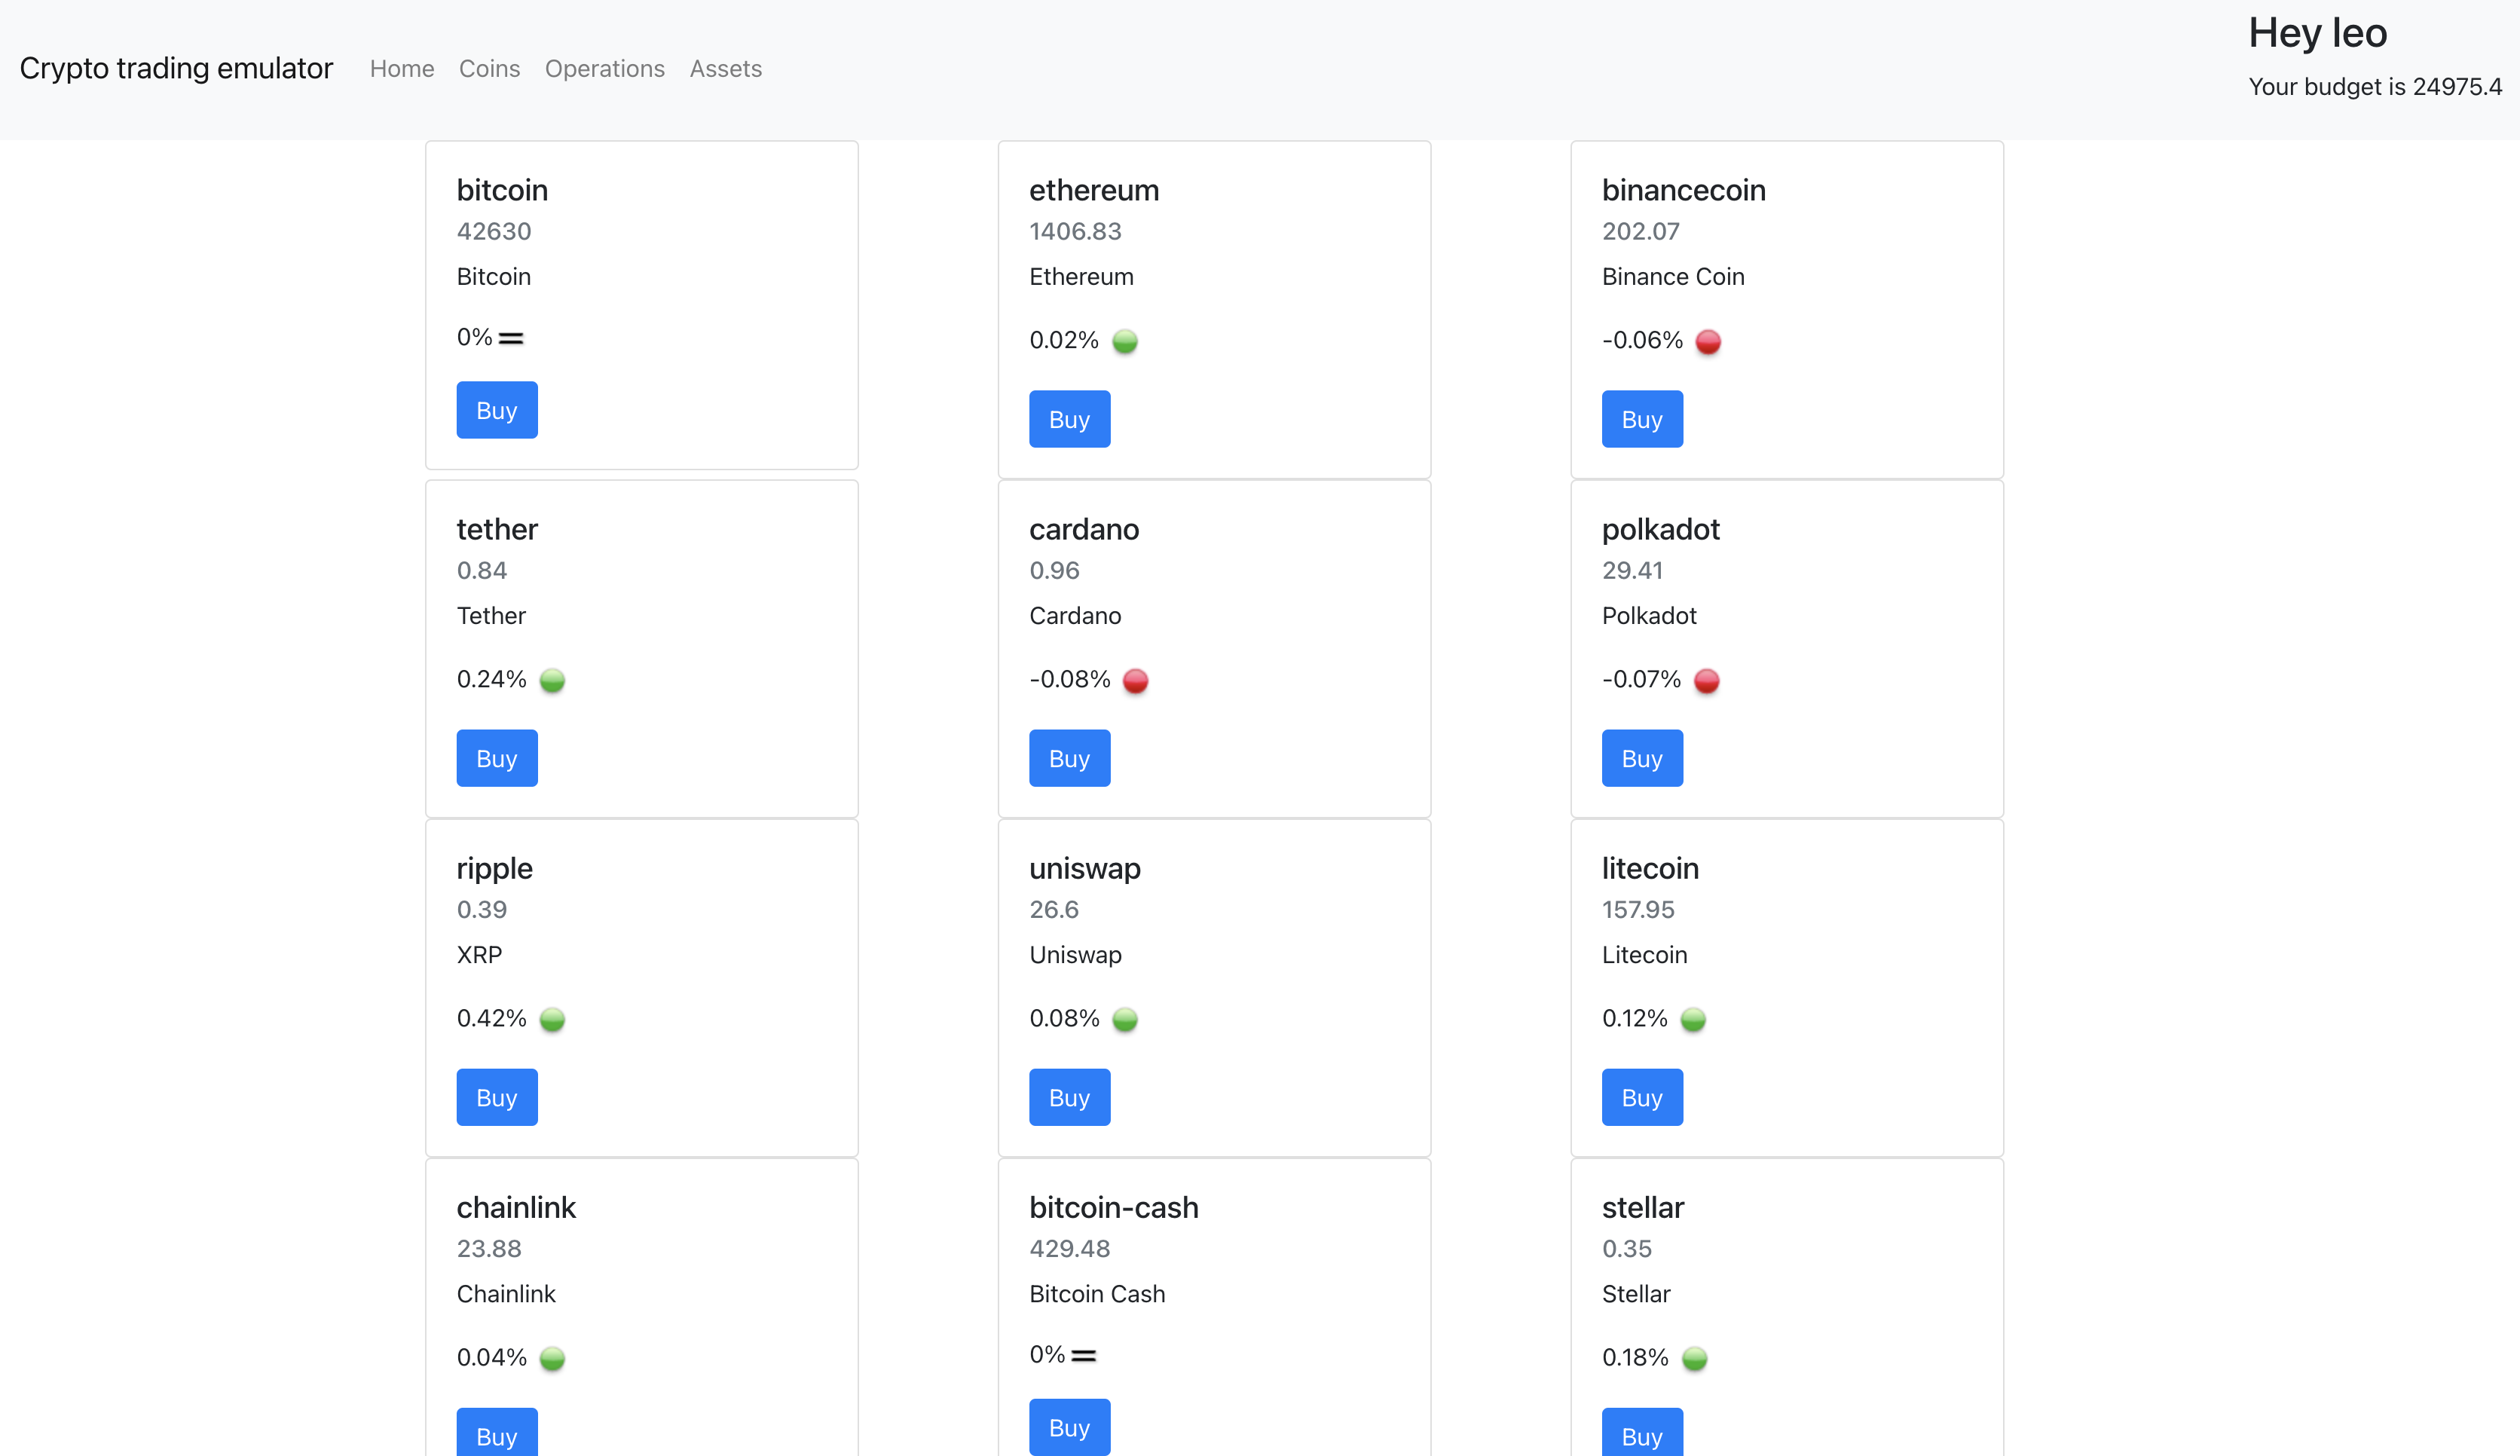 Crypto trading emulator Home Coins Operations Assets
Hey leo
Your budget is 24975.4
bitcoin
42630
Bitcoin
0%
Buy
ethereum
1406.83
Ethereum
0.02%
Buy
binancecoin
202.07
Binance Coin
-0.06%
Buy
tether
0.84
Tether
0.24%
Buy
cardano
0.96
Cardano
-0.08%
Buy
polkadot
29.41
Polkadot
-0.07%
Buy
ripple
0.39
XRP
0.42%
Buy
uniswap
26.6
Uniswap
0.08%
Buy
litecoin
157.95
Litecoin
0.12%
Buy
chainlink
23.88
Chainlink
0.04%
Buy
bitcoin-cash
429.48
Bitcoin Cash
0%
Buy
stellar
0.35
Stellar
0.18%
Buy